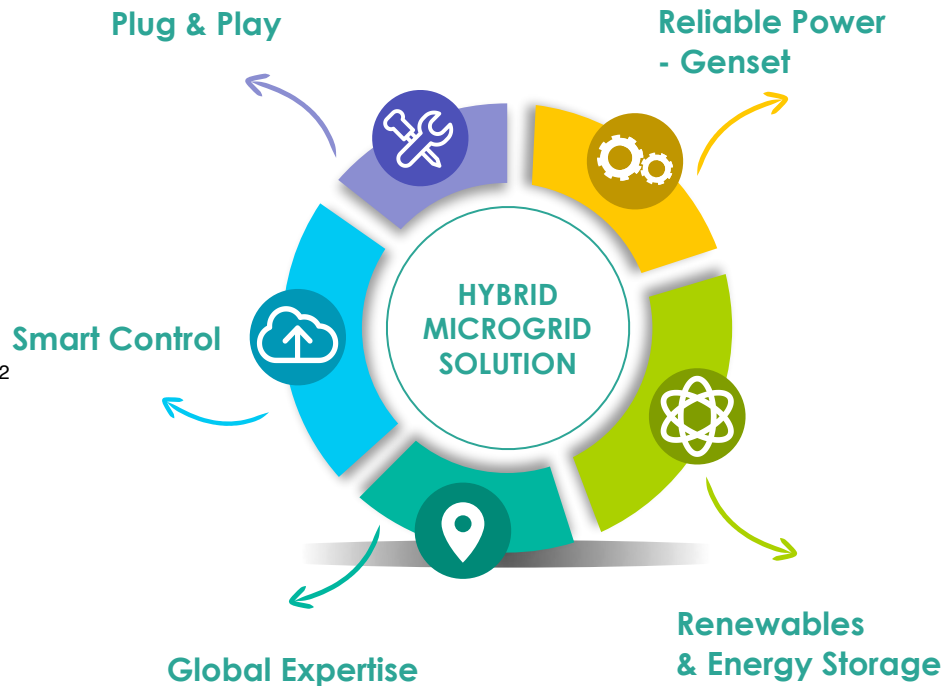 Plug & Play
Reliable Power
- Genset
HYBRID
MICROGRID
SOLUTION
Smart Control
2
Global Expertise
Renewables
& Energy Storage